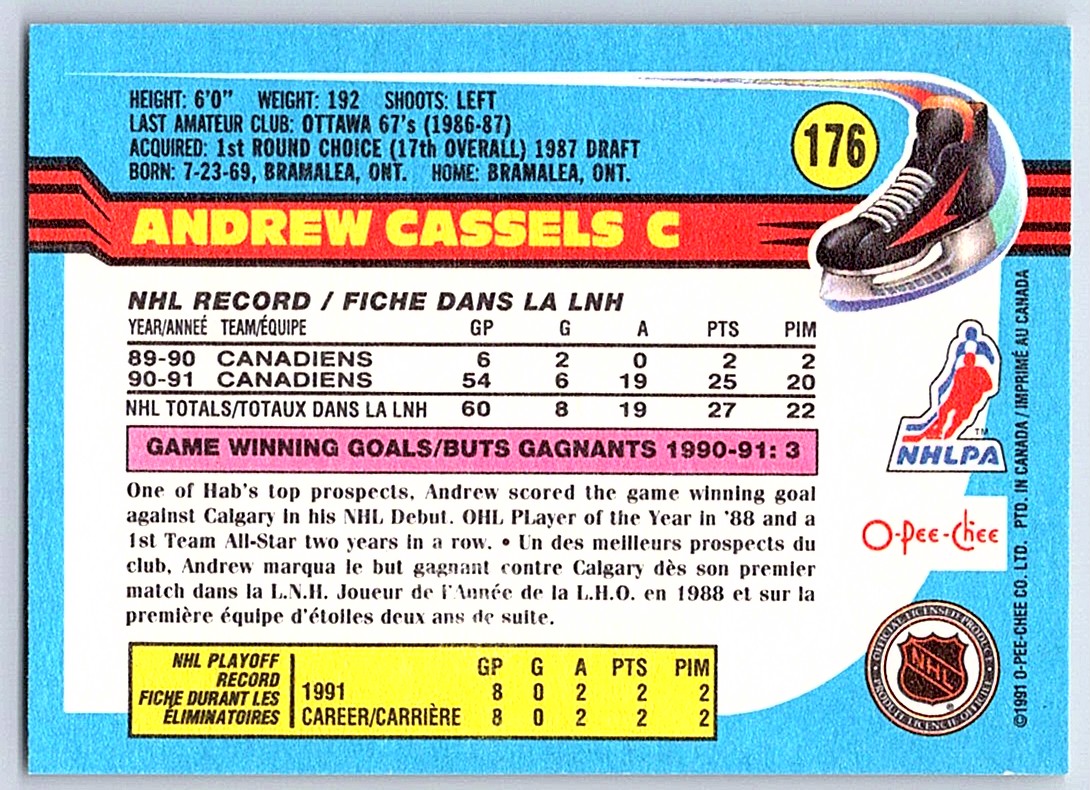 HEIGHT: 6'0" WEIGHT: 192 SHOOTS: LEFT
LAST AMATEUR CLUB: OTTAWA 67's (1986-87)
ACQUIRED: 1st ROUND CHOICE (17th OVERALL) 1987 DRAFT
BORN: 7-23-69, BRAMALEA, ONT. HOME: BRAMALEA, ONT.
176
ANDREW CASSELS C
NHL RECORD / FICHE DANS LA LNH
YEAR/ANNEÉ TEAM/ÉQUIPE GP G A PTS PIM
89-90 CANADIENS 6 2 0 2 2
90-91 CANADIENS 54 6 19 25 20
NHL TOTALS/TOTAUX DANS LA LNH 60 8 19 27 22
GAME WINNING GOALS/BUTS GAGNANTS 1990-91: 3
One of Hab's top prospects, Andrew scored the game winning goal
against Calgary in his NHL Debut. OHL PLayer of the Year in '88 and a
1st Team All-Star two years in a row. • Un des meilleurs prospects du
club, Andrew marqua le but gagnant contre Calgary dès son premier
match dans la L.N.H. Joueur de l'Année de la L.H.O. en 1988 et sur la
première équipe d'étoiles deux ans de suite.
NHL PLAYOFF
RECORD
FICHE DURANT LES
ÉLIMINATOIRES
GP G A PTS PIM
1991 8 0 2 2 2
CAREER/CARRIÈRE 8 0 2 2 2
TM
NHLPA
O-Pee-Chee
OFFICIAL LICENSED PRODUCT
NHL
®
PRODUIT LICENCIÉ OFFICIEL
©1991 O-PEE-CHEE CO. LTD. PTD. IN CANADA / IMPRIMÉ AU CANADA